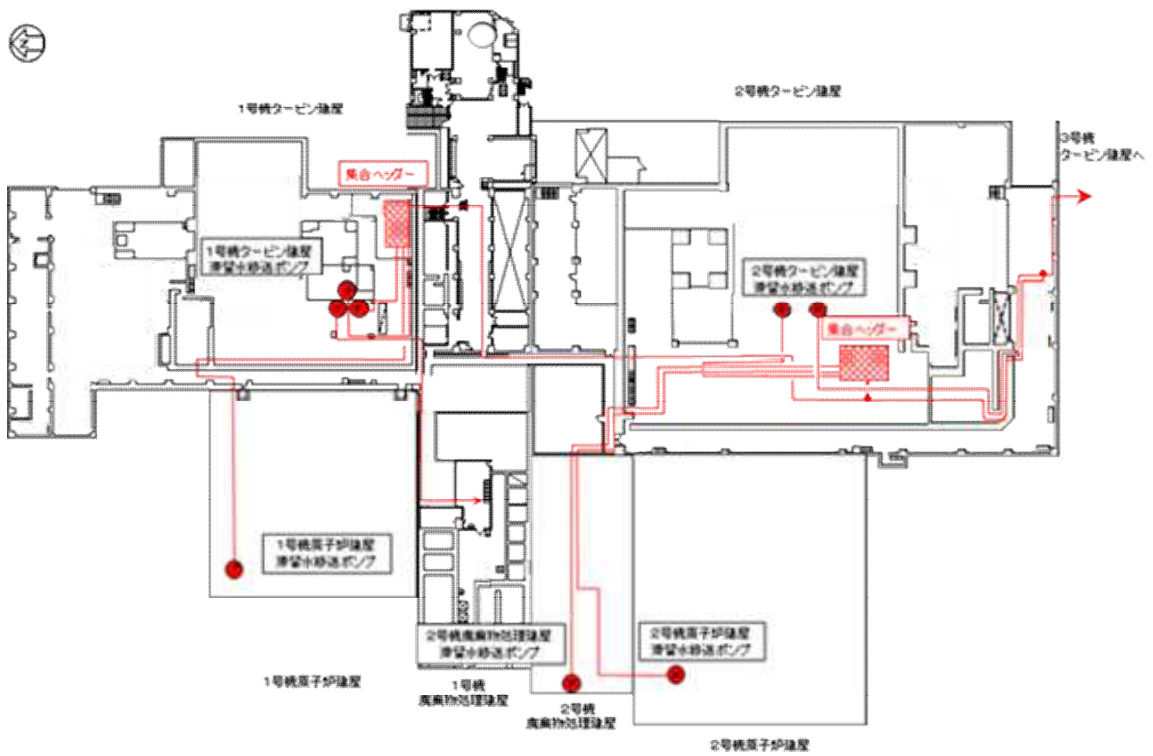 N
1号機タービン建屋
2号機タービン建屋
3号機
タービン建屋へ
集合ヘッダー
1号機タービン建屋
滞留水移送ポンプ
2号機タービン建屋
滞留水移送ポンプ
集合ヘッダー
1号機原子炉建屋
滞留水移送ポンプ
2号機廃棄物処理建屋
滞留水移送ポンプ
2号機原子炉建屋
滞留水移送ポンプ
1号機原子炉建屋
1号機
廃棄物処理建屋
2号機
廃棄物処理建屋
2号機原子炉建屋